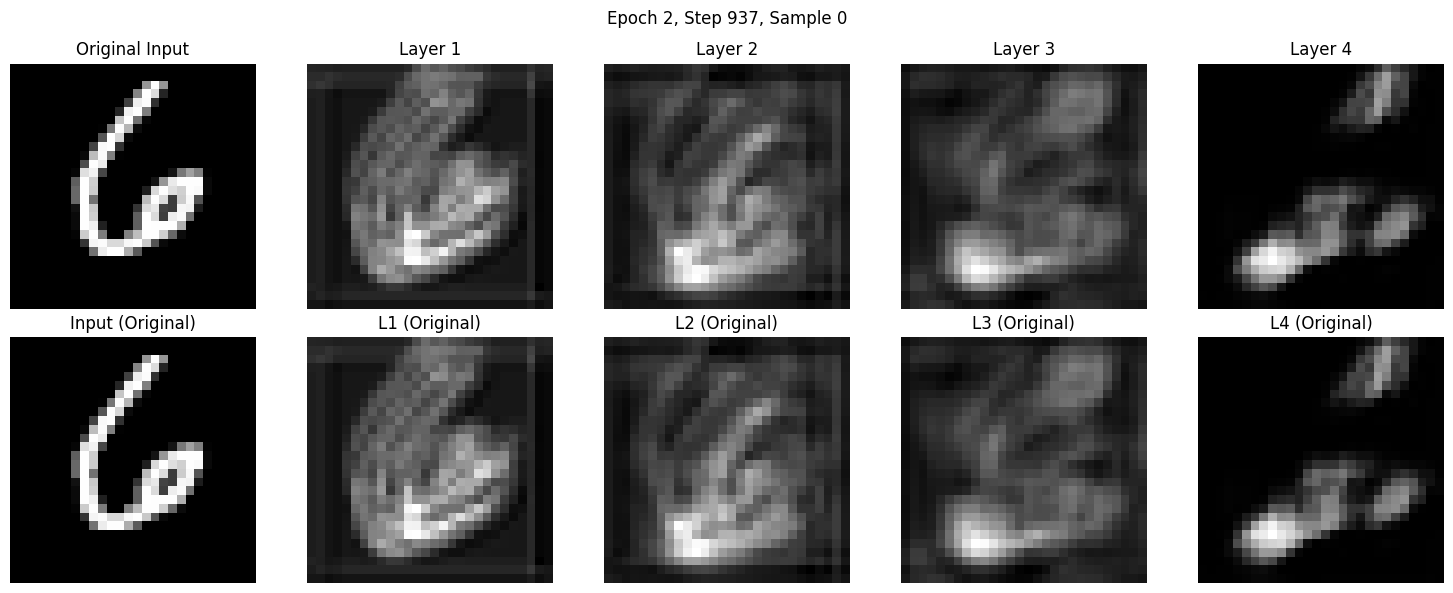 Epoch 2, Step 937, Sample 0
Original Input
Layer 1
Layer 2
Layer 3
Layer 4
Input (Original)
L1 (Original)
L2 (Original)
L3 (Original)
L4 (Original)